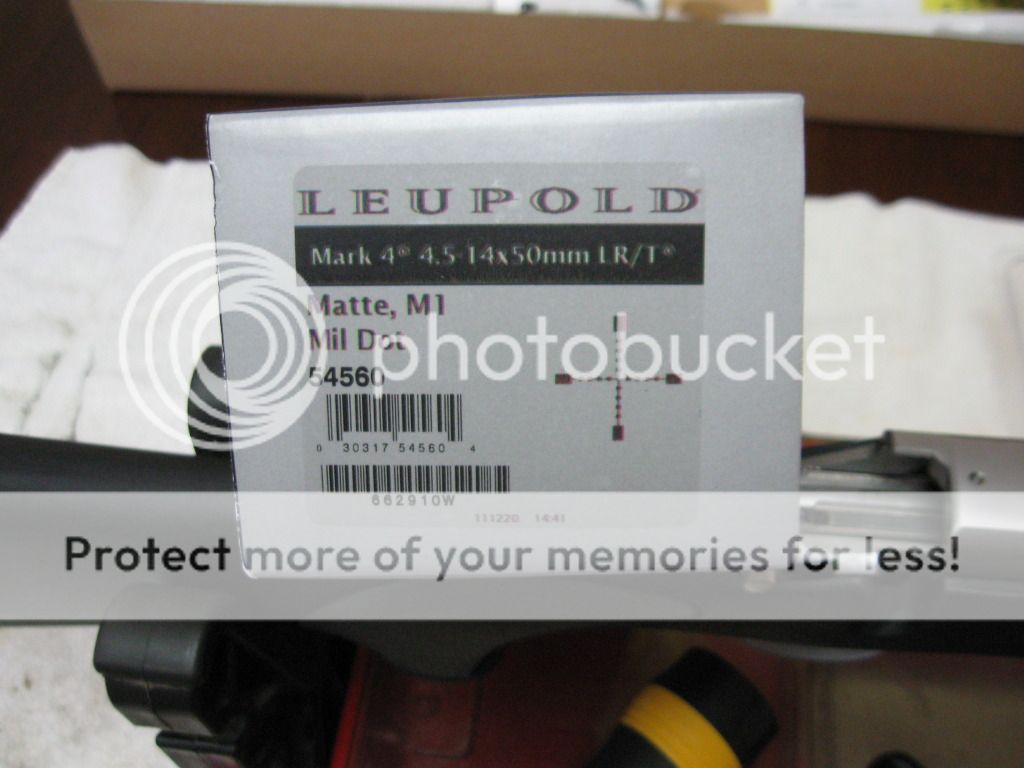 LEUPOLD
Mark 4® 4.5-14x50mm LR/T®
Matte, M1
Mil Dot
54560
0 30317 54560 4
662910W
111220 14:41
photobucket
Protect more of your memories for less!